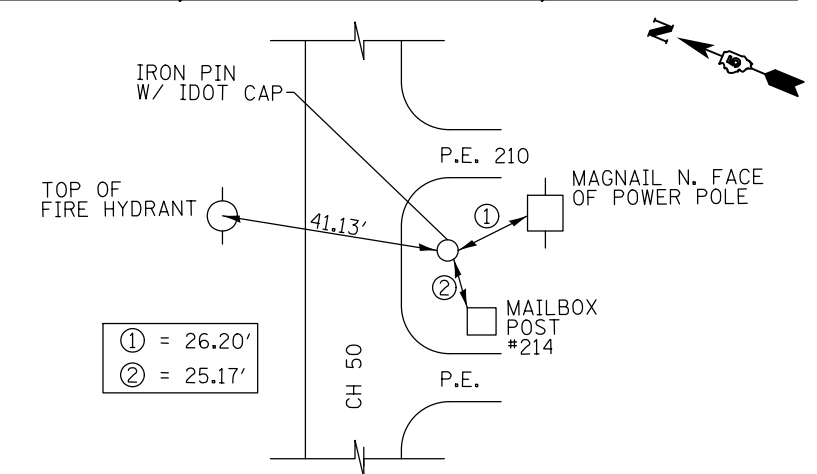 N
5
IRON PIN
W/ IDOT CAP
P.E. 210
TOP OF
FIRE HYDRANT
41.13'
①
MAGNAIL N. FACE
OF POWER POLE
②
MAILBOX
POST
#214
① = 26.20'
② = 25.17'
CH 50
P.E.